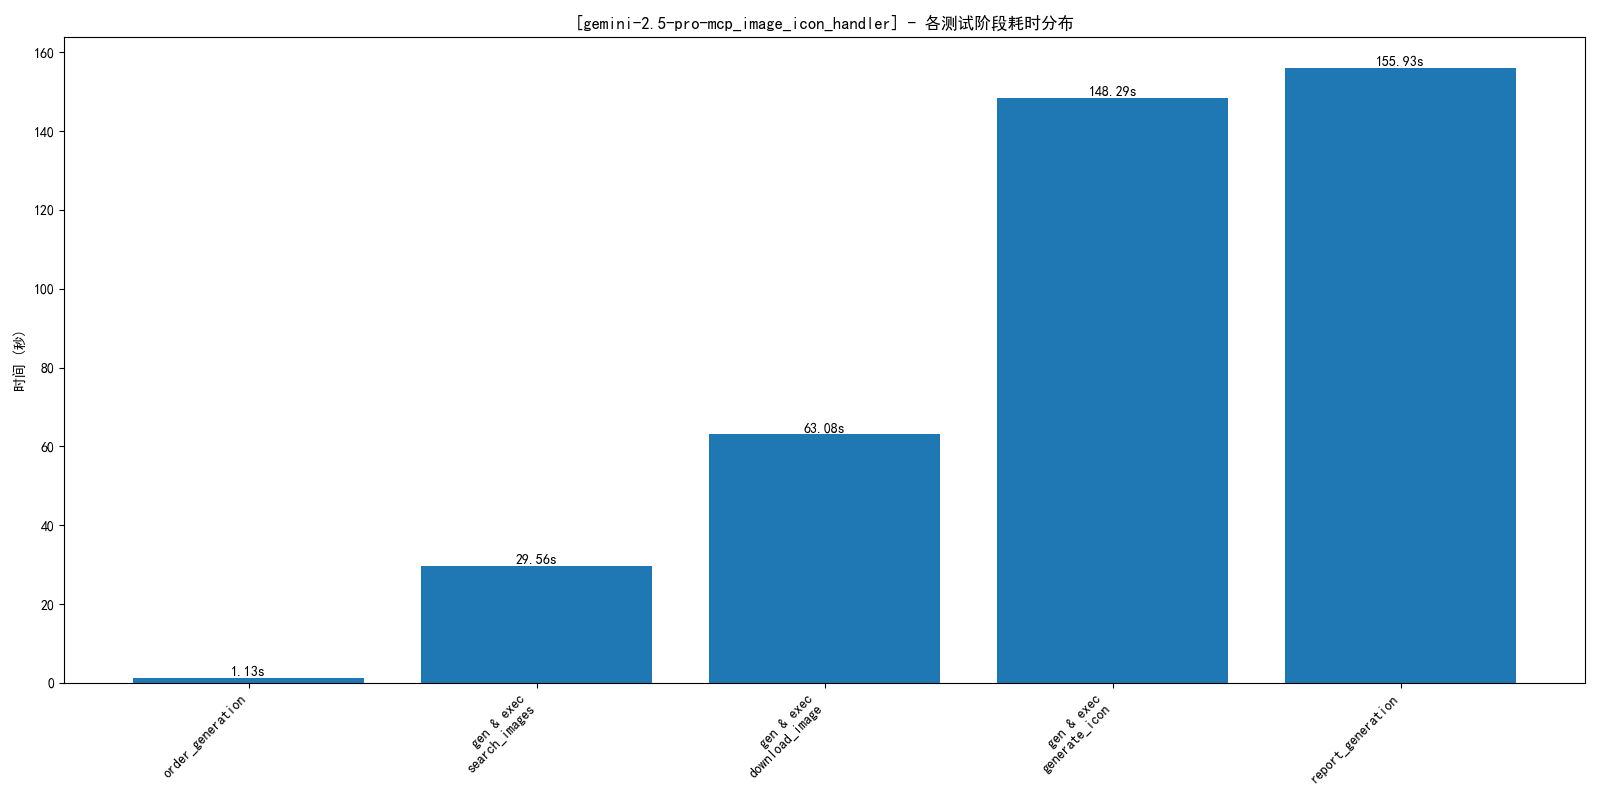 [gemini-2.5-pro-mcp_image_icon_handler] - 各测试阶段耗时分布
时间 (秒)
160
140
120
100
80
60
40
20
0
1.13s
29.56s
63.08s
148.29s
155.93s
order_generation
gen & exec
search_images
gen & exec
download_image
gen & exec
generate_icon
report_generation